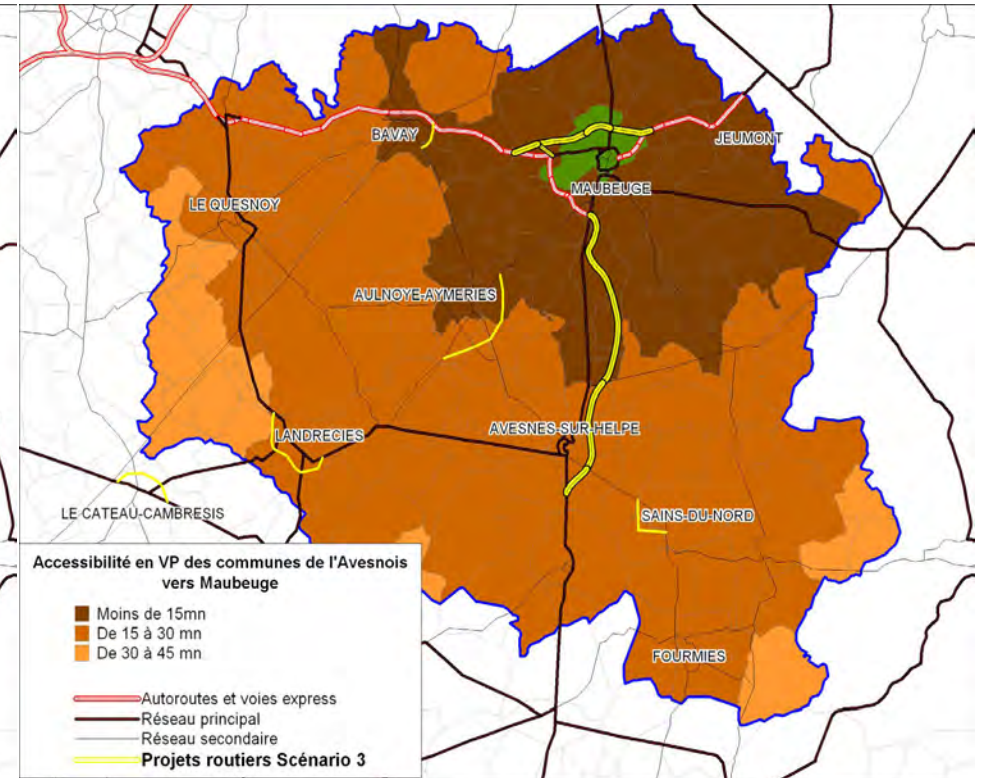 BAVAY
JEUMONT
MAUBEUGE
LE QUESNOY
AULNOYE-AYMERIES
AVESNES-SUR-HELPE
LANDRECIES
LE CATEAU-CAMBRESIS
SAINS-DU-NORD
FOURMIES
Accessibilité en VP des communes de l'Avesnois
vers Maubeuge
Moins de 15mn
De 15 à 30 mn
De 30 à 45 mn
Autoroutes et voies express
Réseau principal
Réseau secondaire
Projets routiers Scénario 3